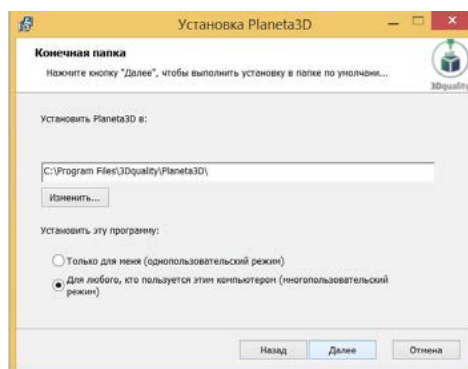 Установка Planeta3D
Конечная папка
Нажмите кнопку "Далее", чтобы выполнить установку в папке по умолчани...
3Dquality
Установить Planeta3D в:
C:\Program Files\3Dquality\Planeta3D\
Изменить...
Установить эту программу:
Только для меня (однопользовательский режим)
Для любого, кто пользуется этим компьютером (многопользовательский
режим)
Назад Далее Отмена